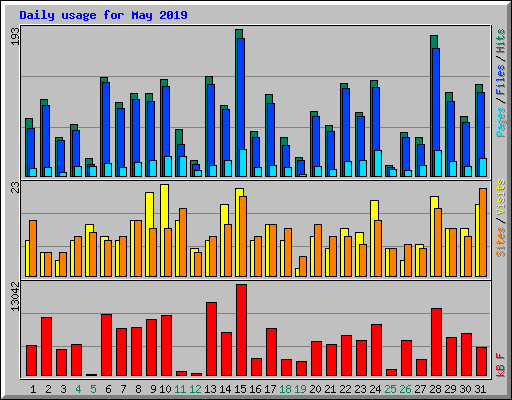 Daily usage for May 2019
193
Pages / Files / Hits
23
Sites / Visits
13042
kB F
1 2 3 4 5 6 7 8 9 10 11 12 13 14 15 16 17 18 19 20 21 22 23 24 25 26 27 28 29 30 31